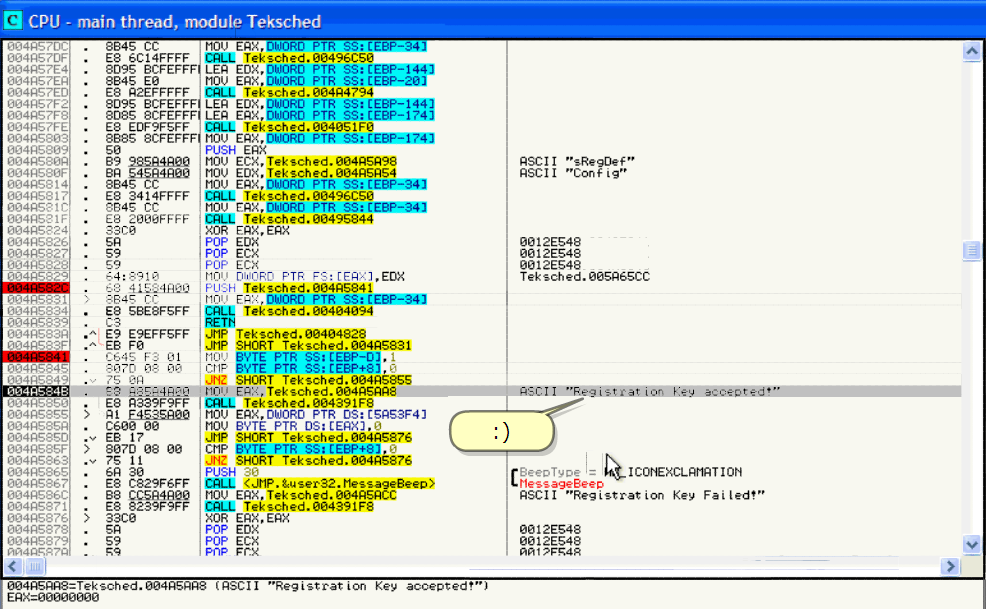 C CPU - main thread, module Teksched
004A57DC . 8B45 CC MOV EAX,DWORD PTR SS:[EBP-34]
004A57DF . E8 6C14FFFF CALL Teksched.00496C50
004A57E4 . 8D95 BCFEFFFF LEA EDX,DWORD PTR SS:[EBP-144]
004A57EA . 8B45 E0 MOV EAX,DWORD PTR SS:[EBP-20]
004A57ED . E8 A2EFFFFF CALL Teksched.004A4794
004A57F2 . 8D95 BCFEFFFF LEA EDX,DWORD PTR SS:[EBP-144]
004A57F8 . 8D85 8CFEFFFF LEA EAX,DWORD PTR SS:[EBP-174]
004A57FE . E8 EDF9F5FF CALL Teksched.004051F0
004A5803 . 8B85 8CFEFFFF MOV EAX,DWORD PTR SS:[EBP-174]
004A5809 . 50 PUSH EAX
004A580A . B9 985A4A00 MOV ECX,Teksched.004A5A98 ASCII "sRegDef"
004A580F . BA 545A4A00 MOV EDX,Teksched.004A5A54 ASCII "Config"
004A5814 . 8B45 CC MOV EAX,DWORD PTR SS:[EBP-34]
004A5817 . E8 3414FFFF CALL Teksched.00496C50
004A581C . 8B45 CC MOV EAX,DWORD PTR SS:[EBP-34]
004A581F . E8 2000FFFF CALL Teksched.00495844
004A5824 . 33C0 XOR EAX,EAX
004A5826 . 5A POP EDX 0012E548
004A5827 . 59 POP ECX 0012E548
004A5828 . 59 POP ECX 0012E548
004A5829 . 64:8910 MOV DWORD PTR FS:[EAX],EDX Teksched.005A65CC
004A582C . 68 41584A00 PUSH Teksched.004A5841
004A5831 > 8B45 CC MOV EAX,DWORD PTR SS:[EBP-34]
004A5834 . E8 5BE8F5FF CALL Teksched.00404094
004A5839 . C3 RETN
004A583A .^ E9 E9EFF5FF JMP Teksched.00404828
004A583F .^ EB F0 JMP SHORT Teksched.004A5831
004A5841 . C645 F3 01 MOV BYTE PTR SS:[EBP-D],1
004A5845 . 807D 08 00 CMP BYTE PTR SS:[EBP+8],0
004A5849 .v 75 0A JNZ SHORT Teksched.004A5855
004A584B . B8 A85A4A00 MOV EAX,Teksched.004A5AA8 ASCII "Registration Key accepted!"
004A5850 . E8 A339F9FF CALL Teksched.004391F8
004A5855 > A1 F4535A00 MOV EAX,DWORD PTR DS:[5A53F4]
004A585A . C600 00 MOV BYTE PTR DS:[EAX],0
004A585D .v EB 17 JMP SHORT Teksched.004A5876
:)
004A585F > 807D 08 00 CMP BYTE PTR SS:[EBP+8],0
004A5863 .v 75 11 JNZ SHORT Teksched.004A5876
004A5865 . 6A 30 PUSH 30 BeepType = ICONEXCLAMATION
004A5867 . E8 C829F6FF CALL <JMP.&user32.MessageBeep> MessageBeep
004A586C . B8 CC5A4A00 MOV EAX,Teksched.004A5ACC ASCII "Registration Key Failed!"
004A5871 . E8 8239F9FF CALL Teksched.004391F8
004A5876 > 33C0 XOR EAX,EAX
004A5878 . 5A POP EDX 0012E548
004A5879 . 59 POP ECX 0012E548
004A587A . 59 POP ECX 0012E548
004A5AA8=Teksched.004A5AA8 (ASCII "Registration Key accepted!")
EAX=00000000